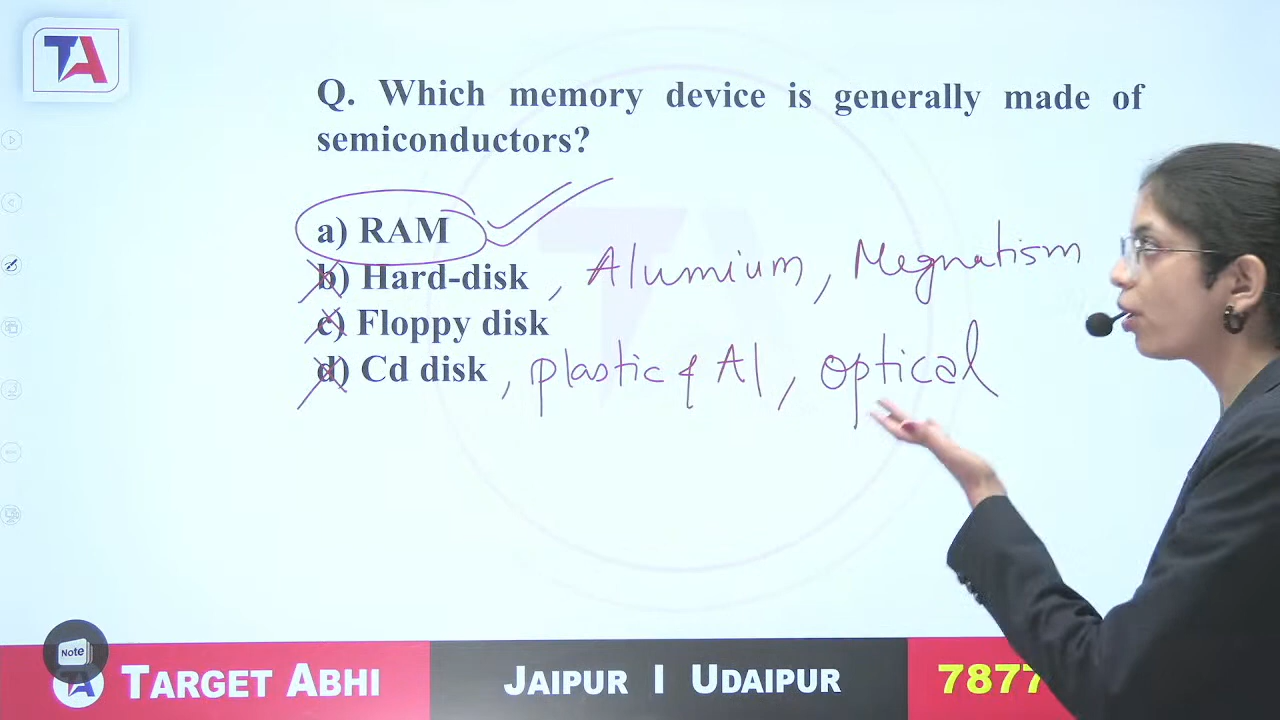 TA
Q. Which memory device is generally made of
semiconductors?
a) RAM
b) Hard-disk , Alumium, Megnatism
c) Floppy disk
d) Cd disk , plastic & Al, optical
Note
TARGET ABHI
JAIPUR | UDAIPUR
7877